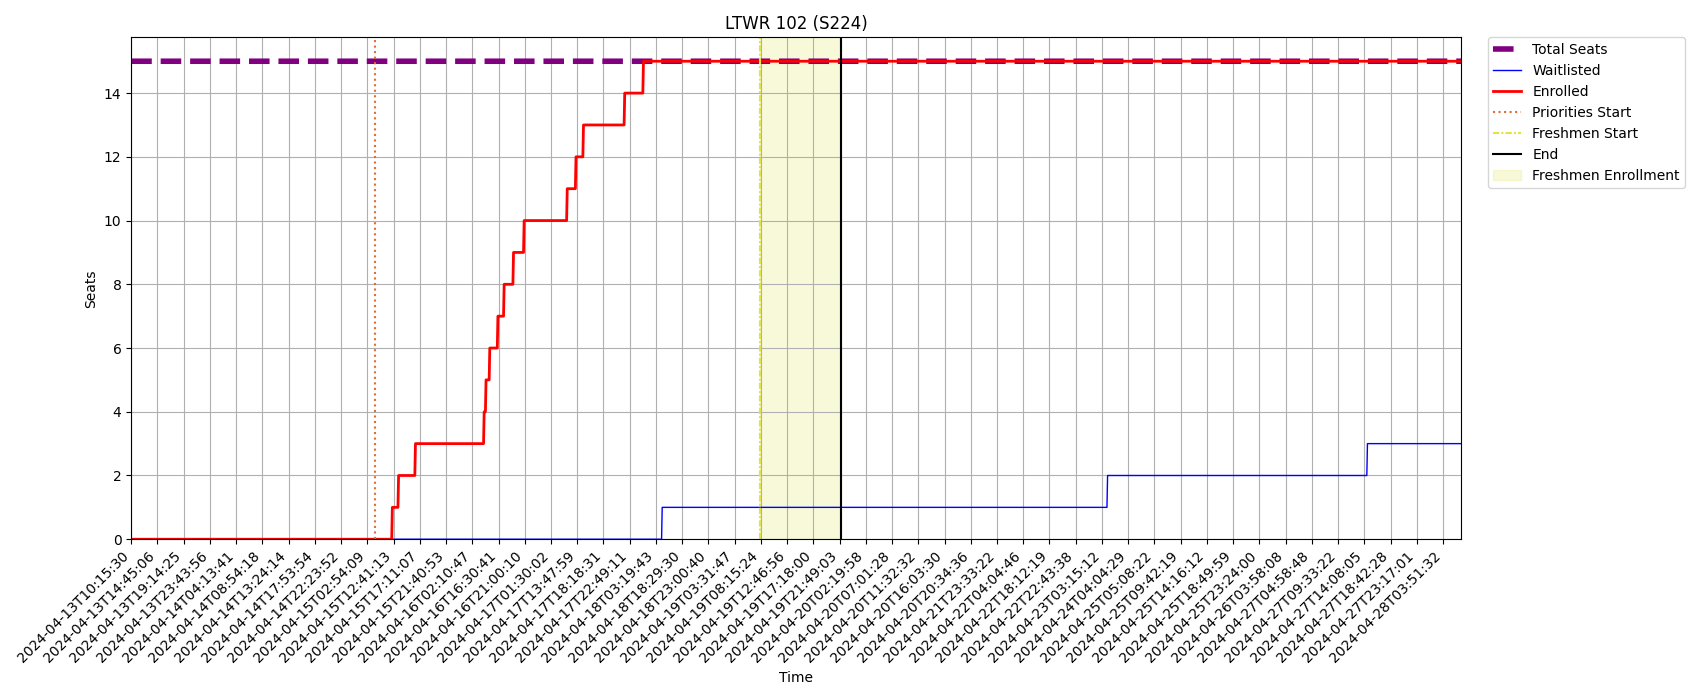 LTWR 102 (S224)
Total Seats
Waitlisted
Enrolled
Priorities Start
Freshmen Start
End
Freshmen Enrollment
Seats
14
12
10
8
6
4
2
0
2024-04-13T10:15:30
2024-04-13T14:45:06
2024-04-13T19:14:25
2024-04-13T23:43:56
2024-04-14T04:13:41
2024-04-14T08:54:18
2024-04-14T13:24:14
2024-04-14T17:53:54
2024-04-14T22:23:52
2024-04-15T02:54:09
2024-04-15T12:41:13
2024-04-15T17:11:07
2024-04-15T21:40:53
2024-04-16T02:10:47
2024-04-16T16:30:41
2024-04-16T21:00:10
2024-04-17T01:30:02
2024-04-17T13:47:59
2024-04-17T18:18:31
2024-04-17T22:49:11
2024-04-18T03:19:43
2024-04-18T18:29:30
2024-04-18T23:00:40
2024-04-19T03:31:47
2024-04-19T08:15:24
2024-04-19T12:46:56
2024-04-19T17:18:00
2024-04-19T21:49:03
2024-04-20T02:19:58
2024-04-20T07:01:28
2024-04-20T11:32:32
2024-04-20T16:03:30
2024-04-20T20:34:36
2024-04-21T23:33:22
2024-04-22T04:04:46
2024-04-22T18:12:19
2024-04-22T22:43:38
2024-04-23T03:15:12
2024-04-24T04:04:29
2024-04-25T05:08:22
2024-04-25T09:42:19
2024-04-25T14:16:12
2024-04-25T18:49:59
2024-04-25T23:24:00
2024-04-26T03:58:08
2024-04-27T04:58:48
2024-04-27T09:33:22
2024-04-27T14:08:05
2024-04-27T18:42:28
2024-04-27T23:17:01
2024-04-28T03:51:32
Time